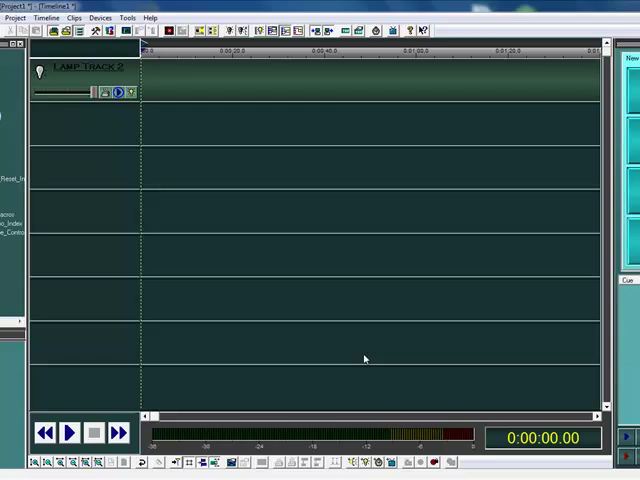 Project1 *] - [Timeline1 *]
Project Timeline Clips Devices Tools Help
0:00:20.0 0:00:40.0 0:01:00.0 0:01:20.0
LAMP TRACK 2
New
_Reset_In
acros
oo_Index
e_Contro
Cue
-36 -30 -24 -18 -12 -6 0
0:00:00.00